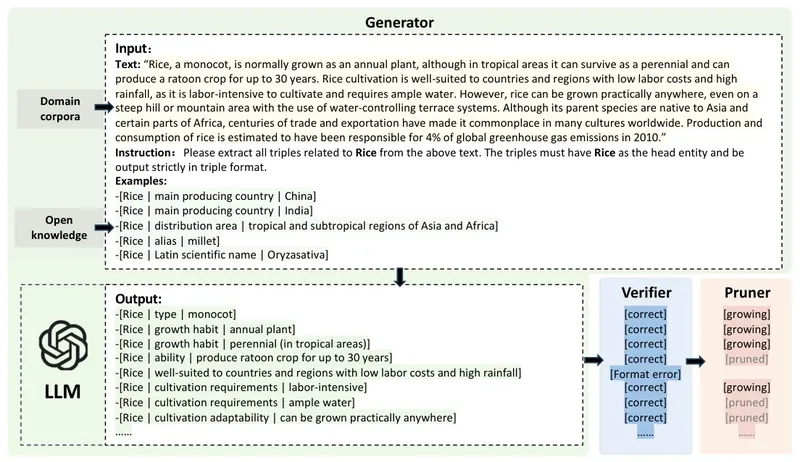 Generator
Input:
Text: “Rice, a monocot, is normally grown as an annual plant, although in tropical areas it can survive as a perennial and can
produce a ratoon crop for up to 30 years. Rice cultivation is well-suited to countries and regions with low labor costs and high
rainfall, as it is labor-intensive to cultivate and requires ample water. However, rice can be grown practically anywhere, even on a
steep hill or mountain area with the use of water-controlling terrace systems. Although its parent species are native to Asia and
certain parts of Africa, centuries of trade and exportation have made it commonplace in many cultures worldwide. Production and
consumption of rice is estimated to have been responsible for 4% of global greenhouse gas emissions in 2010.”
Instruction: Please extract all triples related to Rice from the above text. The triples must have Rice as the head entity and be
output strictly in triple format.
Examples:
-[Rice | main producing country | China]
-[Rice | main producing country | India]
-[Rice | distribution area | tropical and subtropical regions of Asia and Africa]
-[Rice | alias | millet]
-[Rice | Latin scientific name | Oryzasativa]
Domain
corpora
Open
knowledge
LLM
Output:
-[Rice | type | monocot]
-[Rice | growth habit | annual plant]
-[Rice | growth habit | perennial (in tropical areas)]
-[Rice | ability | produce ratoon crop for up to 30 years]
-[Rice | well-suited to countries and regions with low labor costs and high rainfall]
-[Rice | cultivation requirements | labor-intensive]
-[Rice | cultivation requirements | ample water]
-[Rice | cultivation adaptability | can be grown practically anywhere]
......
Verifier
[correct]
[correct]
[correct]
[correct]
[Format error]
[correct]
[correct]
[correct]
......
Pruner
[growing]
[growing]
[growing]
[pruned]
[growing]
[pruned]
[pruned]
......